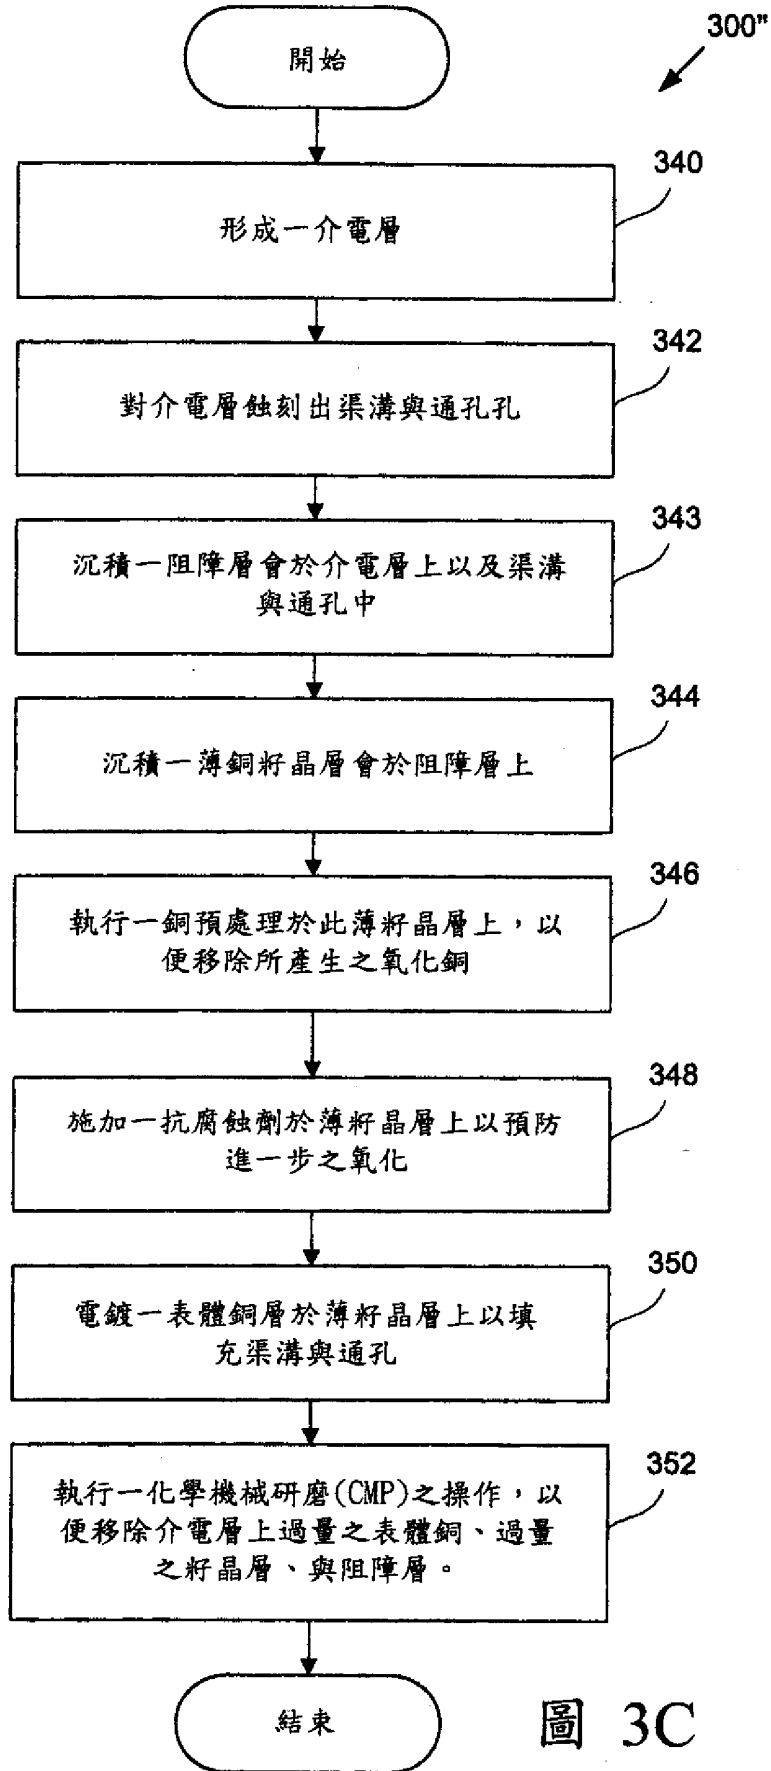 300"
開始
340
形成一介電層
342
對介電層蝕刻出渠溝與通孔孔
343
沉積一阻障層會於介電層上以及渠溝
與通孔中
344
沉積一薄銅籽晶層會於阻障層上
346
執行一銅預處理於此薄籽晶層上，以
便移除所產生之氧化銅
348
施加一抗腐蝕劑於薄籽晶層上以預防
進一步之氧化
350
電鍍一表體銅層於薄籽晶層上以填
充渠溝與通孔
352
執行一化學機械研磨(CMP)之操作，以
便移除介電層上過量之表體銅、過量
之籽晶層、與阻障層。
結束
圖 3C